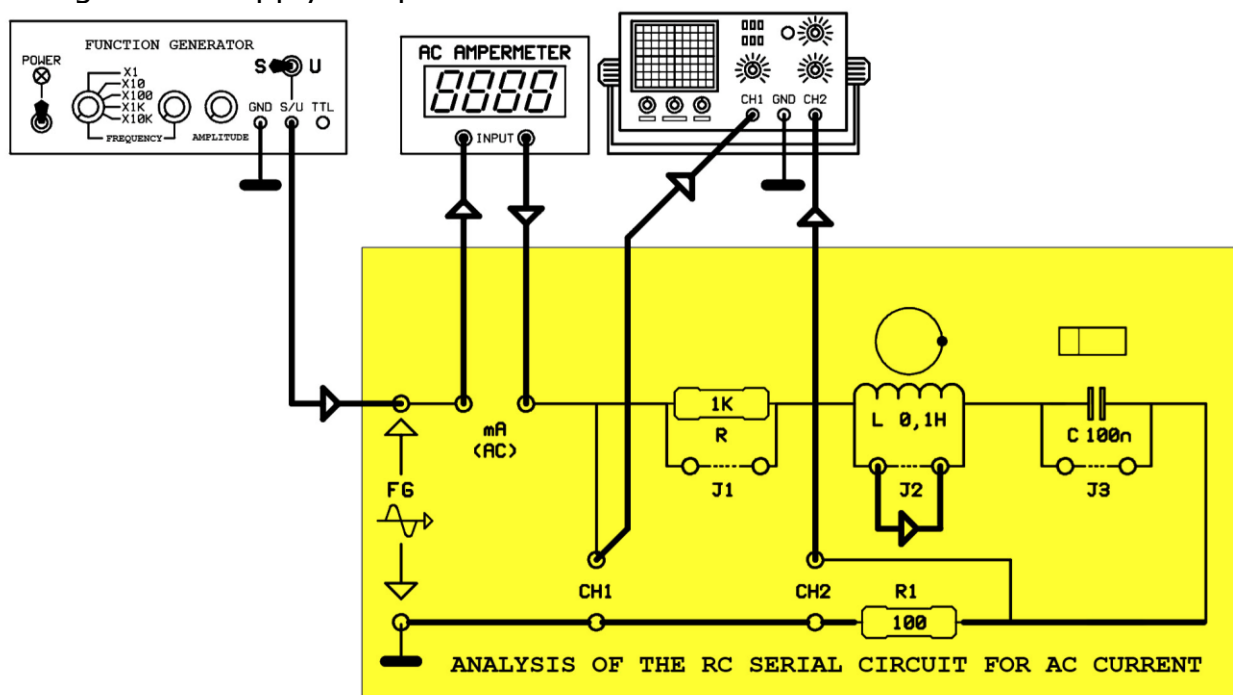 FUNCTION GENERATOR
POWER
X1
X10
X100
X1K
X10K
FREQUENCY
AMPLITUDE
S U
GND S/U TTL
AC AMPERMETER
8888
INPUT
CH1 GND CH2
mA
(AC)
1K
R
J1
L 0,1H
J2
C 100n
J3
FG
CH1
CH2
R1
100
ANALYSIS OF THE RC SERIAL CIRCUIT FOR AC CURRENT